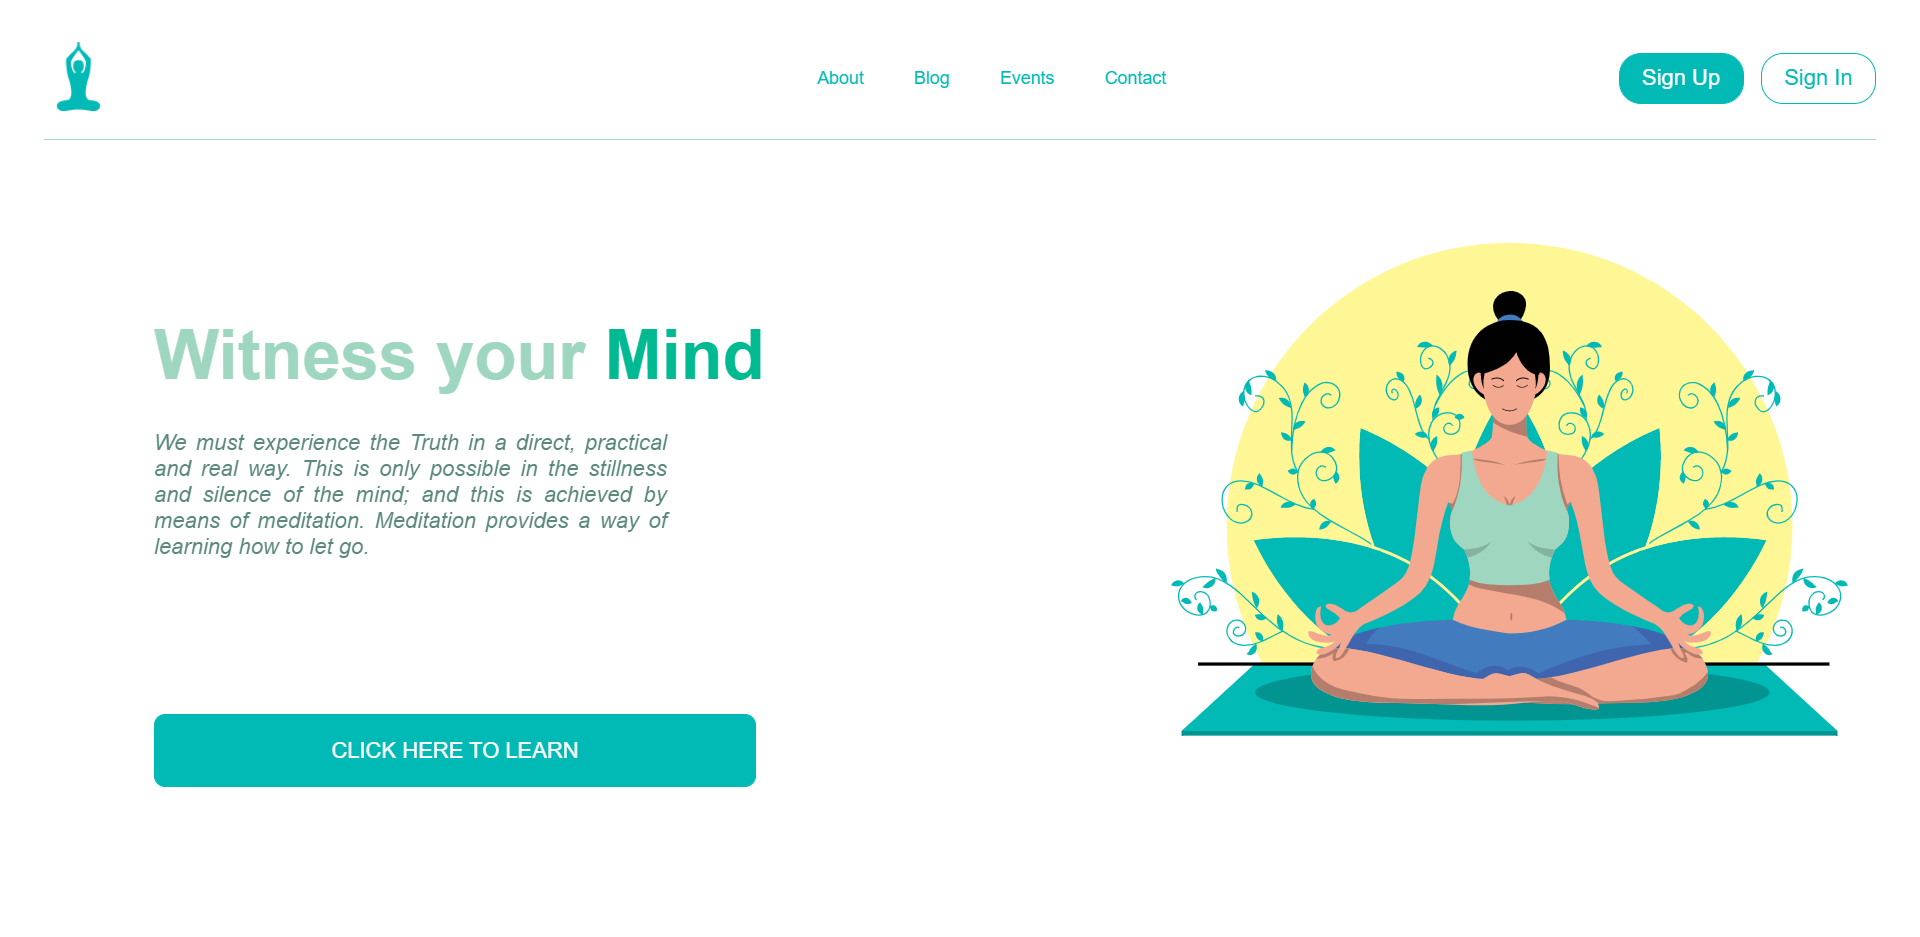 About Blog Events Contact Sign Up Sign In
Witness your Mind
We must experience the Truth in a direct, practical
and real way. This is only possible in the stillness
and silence of the mind; and this is achieved by
means of meditation. Meditation provides a way of
learning how to let go.
CLICK HERE TO LEARN